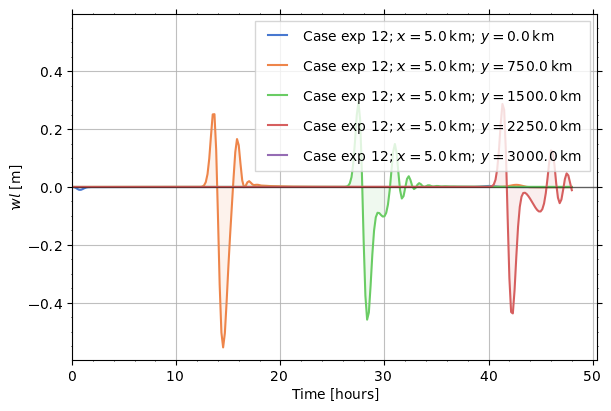 Case exp 12; x = 5.0 km; y = 0.0 km
Case exp 12; x = 5.0 km; y = 750.0 km
Case exp 12; x = 5.0 km; y = 1500.0 km
Case exp 12; x = 5.0 km; y = 2250.0 km
Case exp 12; x = 5.0 km; y = 3000.0 km
0.4
0.2
0.0
−0.2
−0.4
wl [m]
0 10 20 30 40 50
Time [hours]